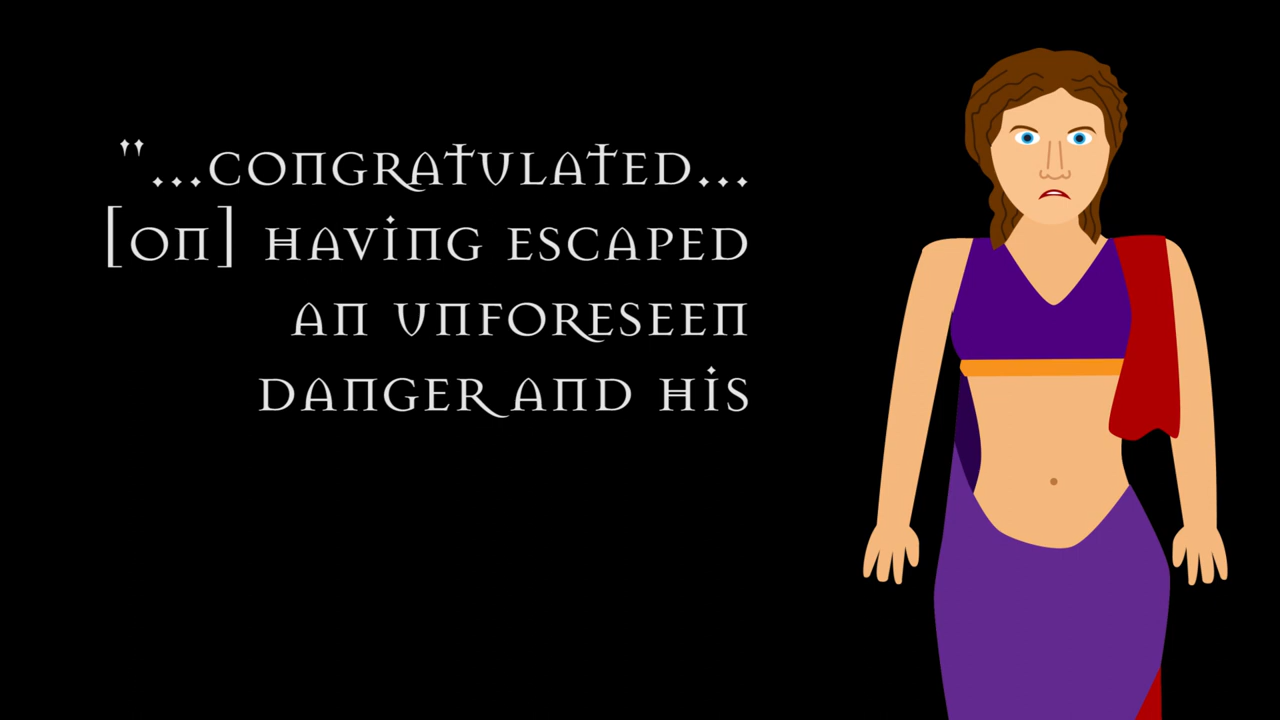 "...CONGRATULATED...
[ON] HAVING ESCAPED
AN UNFORESEEN
DANGER AND HIS